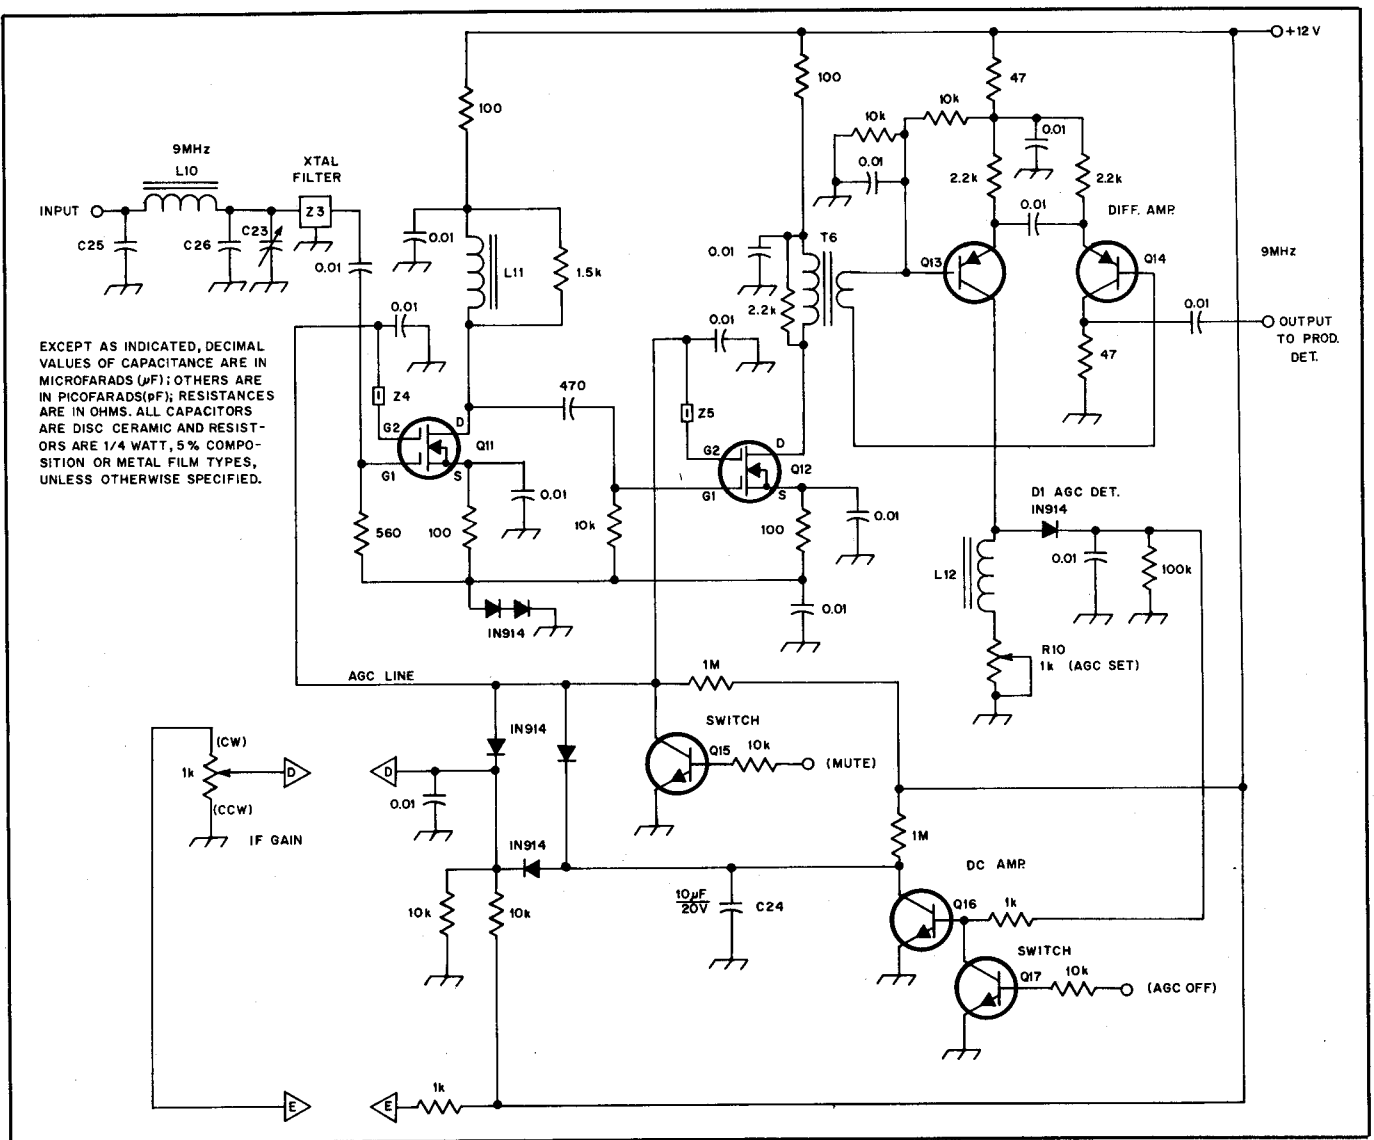 +12 V
100
100
47
10k
10k
0.01
9MHz
L10
XTAL
FILTER
0.01
2.2k
2.2k
INPUT
Z3
C25
C26
C23
0.01
0.01
DIFF. AMP.
T6
0.01
L11
1.5k
0.01
Q13
Q14
9MHz
0.01
2.2k
0.01
0.01
OUTPUT
TO PROD.
DET.
47
EXCEPT AS INDICATED, DECIMAL
VALUES OF CAPACITANCE ARE IN
MICROFARADS (µF); OTHERS ARE
IN PICOFARADS(pF); RESISTANCES
ARE IN OHMS. ALL CAPACITORS
ARE DISC CERAMIC AND RESIST-
ORS ARE 1/4 WATT, 5% COMPO-
SITION OR METAL FILM TYPES,
UNLESS OTHERWISE SPECIFIED.
Z4
470
Z5
G2
D
Q11
G1
S
G2
D
Q12
G1
S
0.01
560
100
10k
100
0.01
D1 AGC DET.
IN914
0.01
100k
L12
IN914
0.01
R10
1k (AGC SET)
AGC LINE
1M
SWITCH
IN914
Q15
10k
(MUTE)
(CW)
1k
D
D
(CCW)
0.01
IF GAIN
IN914
1M
DC AMP.
10k
10k
10µF
20V
C24
Q16
1k
SWITCH
Q17
10k
(AGC OFF)
E
E
1k